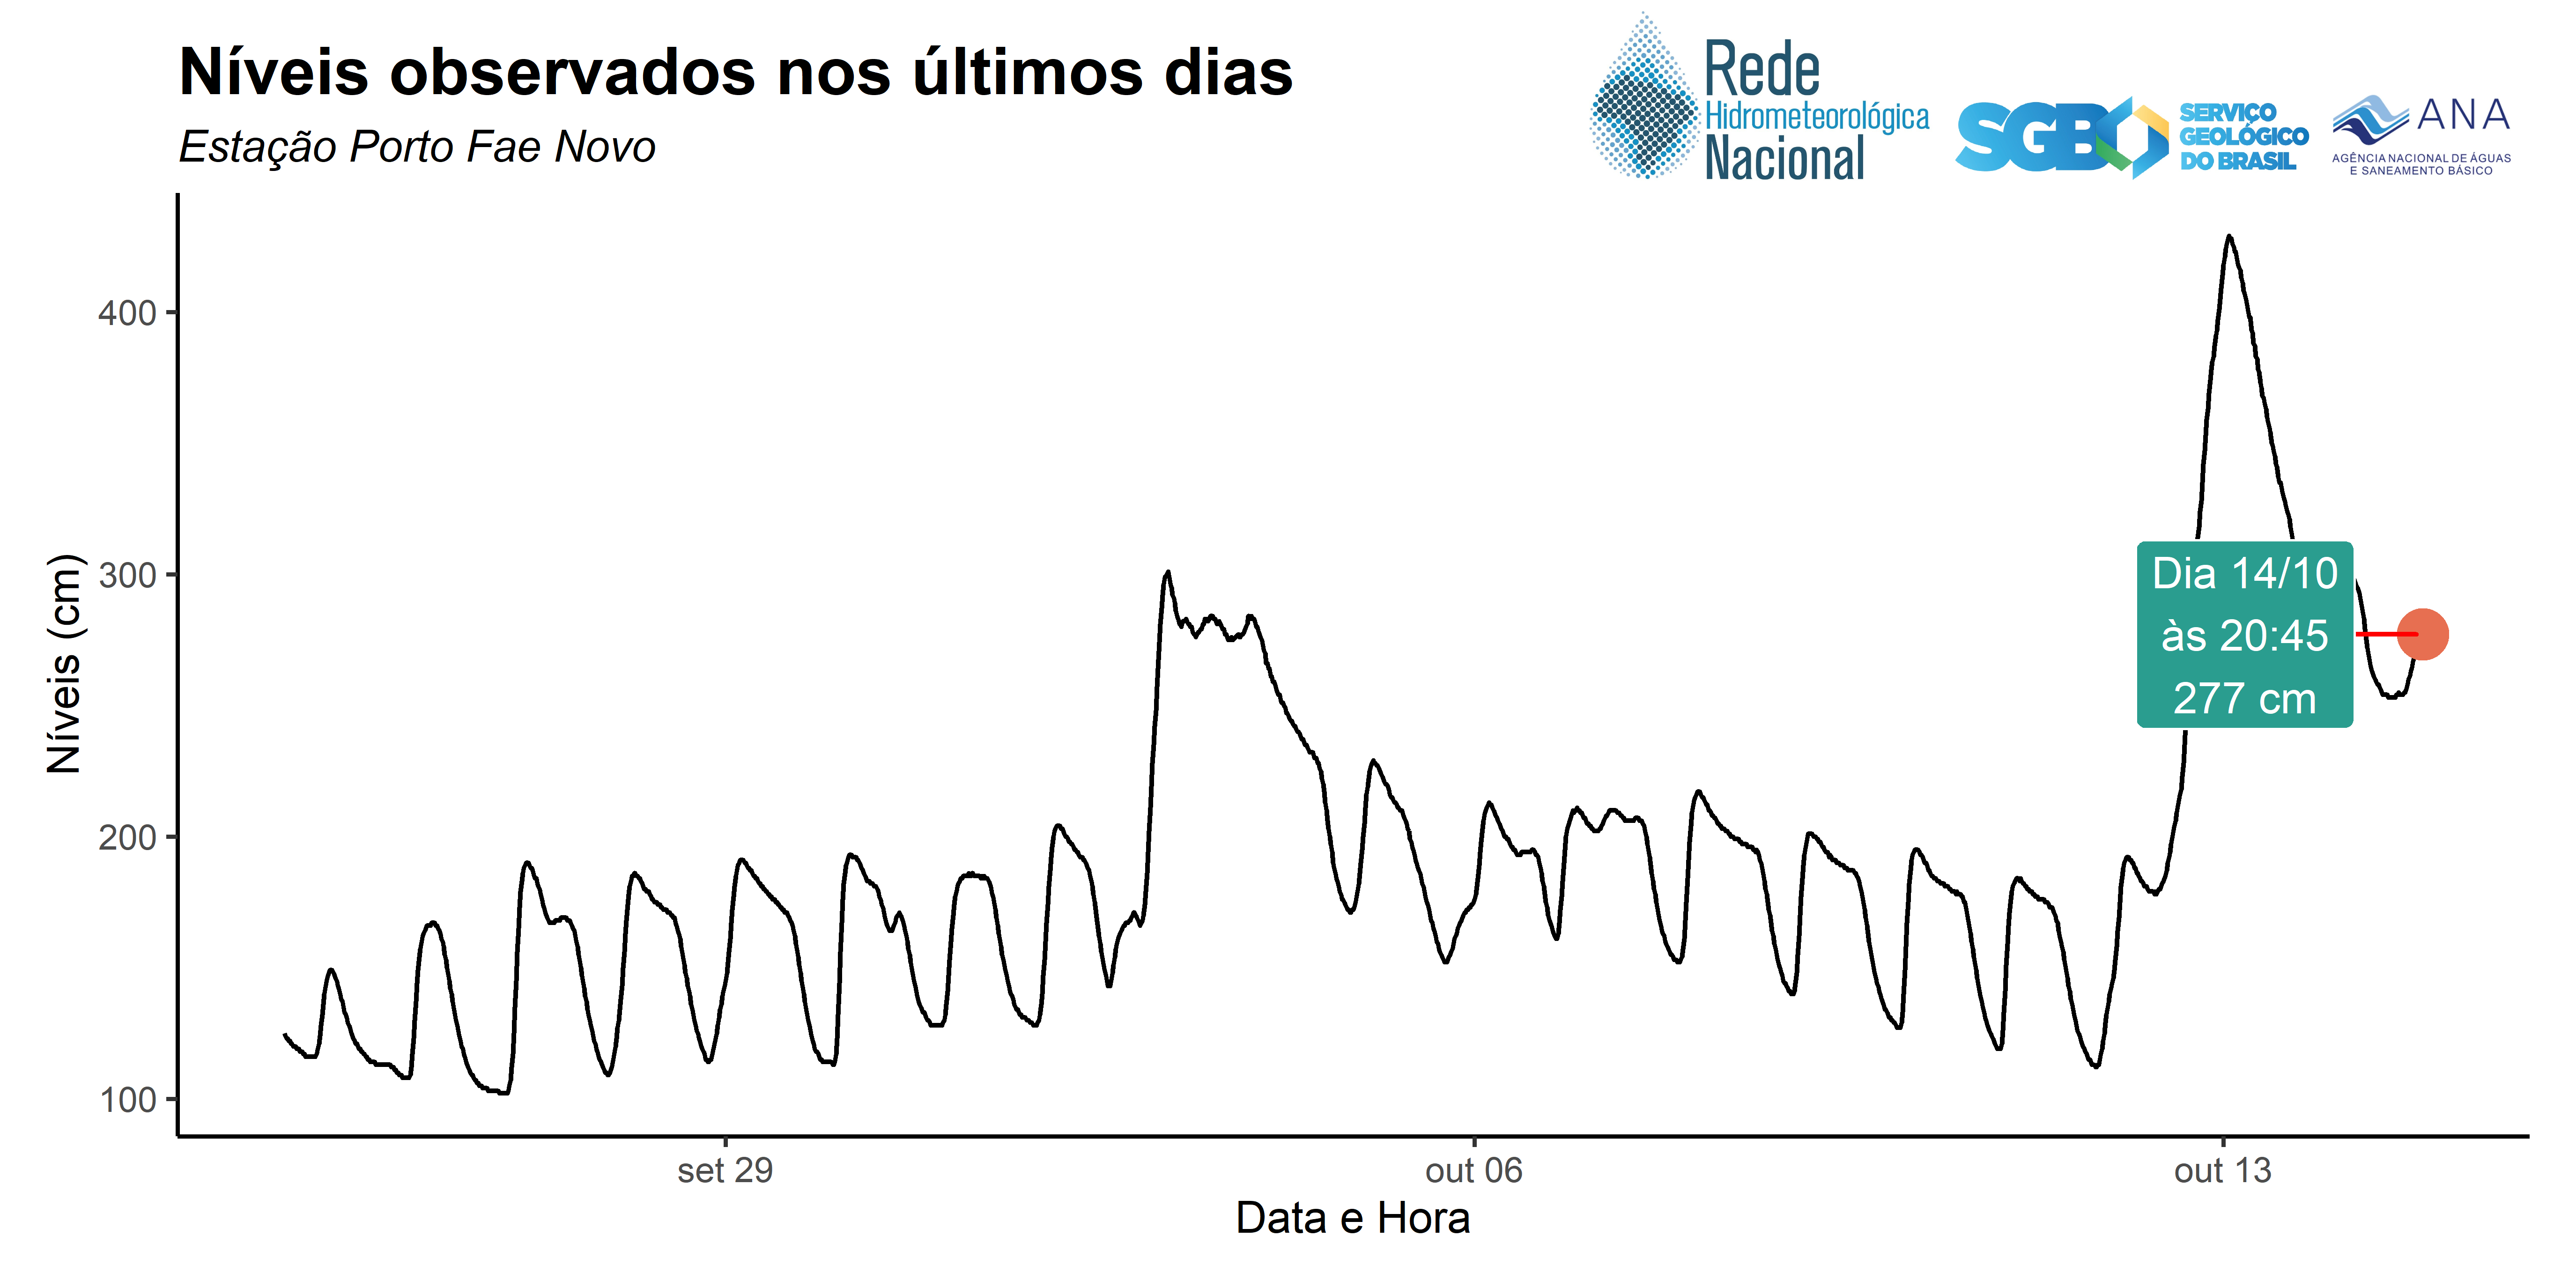 Níveis observados nos últimos dias
Estação Porto Fae Novo
Rede
Hidrometeorológica
Nacional
SGB
SERVIÇO
GEOLÓGICO
DO BRASIL
ANA
AGÊNCIA NACIONAL DE ÁGUAS
E SANEAMENTO BÁSICO
Níveis (cm)
400
300
200
100
Dia 14/10
às 20:45
277 cm
set 29
out 06
out 13
Data e Hora